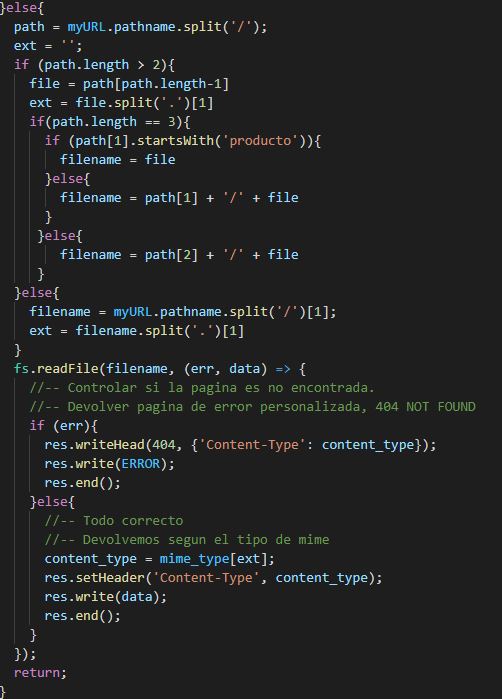 }else{
  path = myURL.pathname.split('/');
  ext = '';
  if (path.length > 2){
    file = path[path.length-1]
    ext = file.split('.')[1]
    if(path.length == 3){
      if (path[1].startsWith('producto')){
        filename = file
      }else{
        filename = path[1] + '/' + file
      }
     }else{
        filename = path[2] + '/' + file
     }
  }else{
    filename = myURL.pathname.split('/')[1];
    ext = filename.split('.')[1]
  }
  fs.readFile(filename, (err, data) => {
    //-- Controlar si la pagina es no encontrada.
    //-- Devolver pagina de error personalizada, 404 NOT FOUND
    if (err){
      res.writeHead(404, {'Content-Type': content_type});
      res.write(ERROR);
      res.end();
    }else{
      //-- Todo correcto
      //-- Devolvemos segun el tipo de mime
      content_type = mime_type[ext];
      res.setHeader('Content-Type', content_type);
      res.write(data);
      res.end();
    }
  });
  return;
}